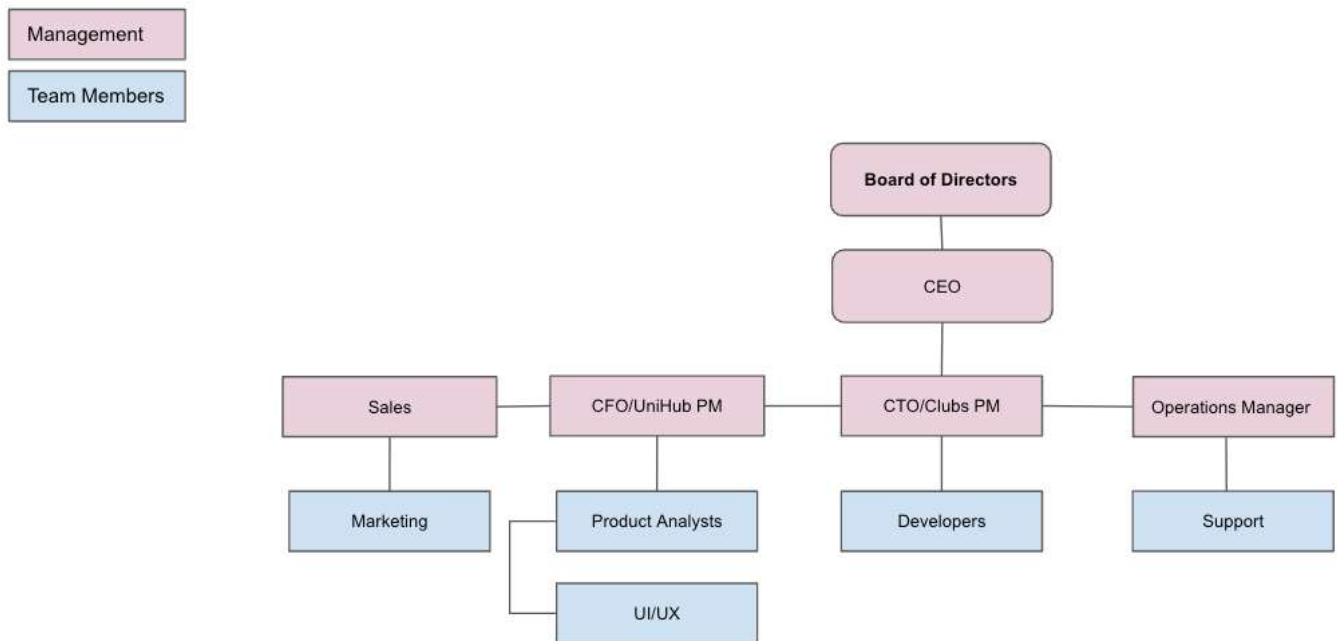 Management
Team Members
Board of Directors
CEO
Sales
CFO/UniHub PM
CTO/Clubs PM
Operations Manager
Marketing
Product Analysts
Developers
Support
UI/UX